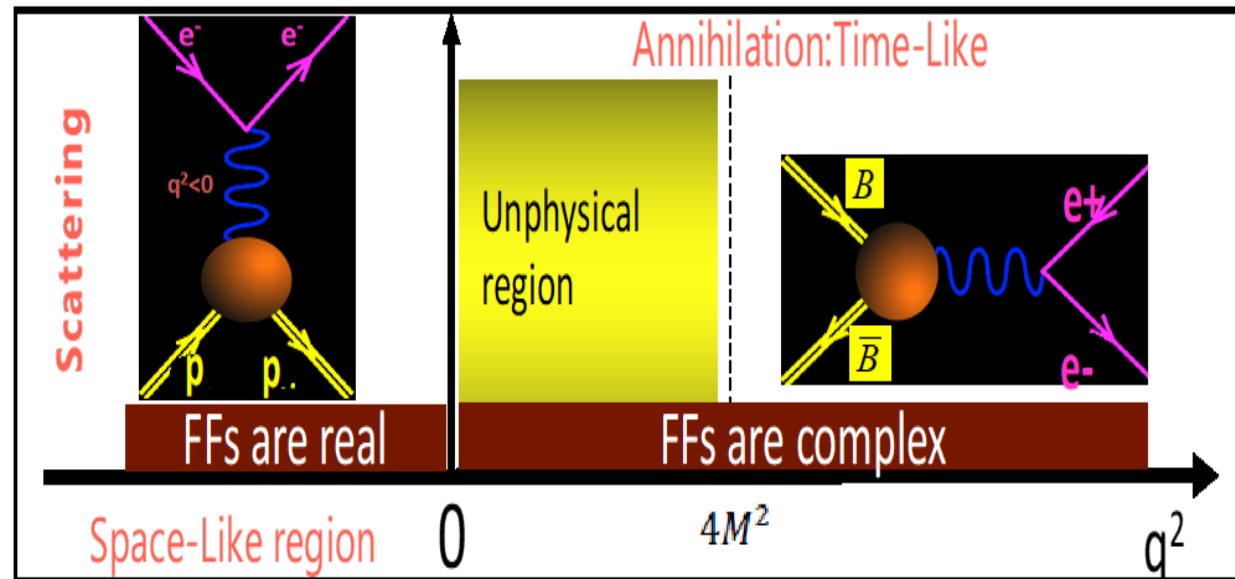 e⁻ e⁻
Annihilation:Time-Like
Scattering
q²<0
Unphysical
region
B
e+
B̅
e-
p p..
FFs are real
FFs are complex
Space-Like region
0
4M²
q²